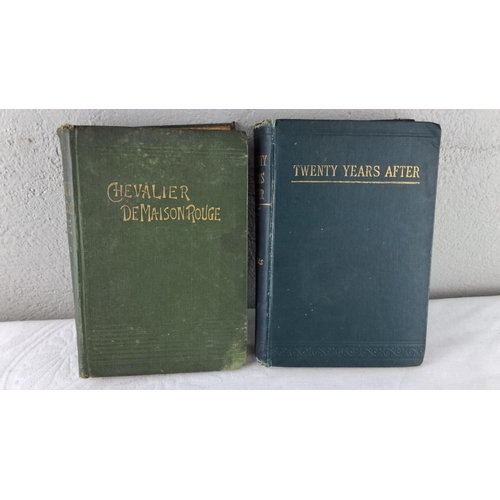 CHEVALIER
DE MAISON ROUGE
TWENTY YEARS AFTER